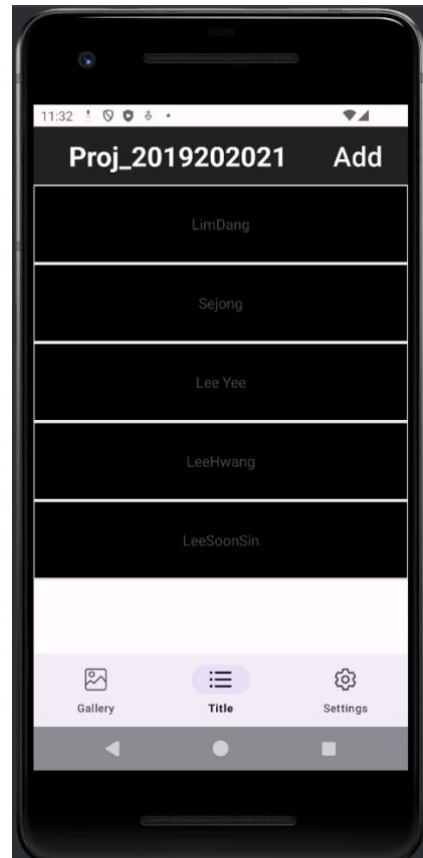 11:32
Proj_2019202021 Add
LimDang
Sejong
Lee Yee
LeeHwang
LeeSoonSin
Gallery Title Settings